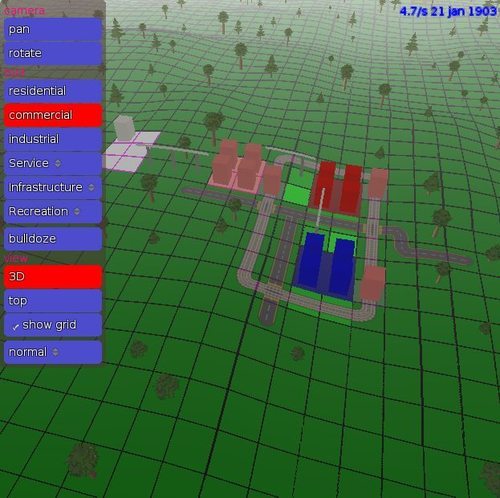 camera
4.7/s 21 jan 1903
pan
rotate
residential
commercial
industrial
Service
Infrastructure
Recreation
bulldoze
view
3D
top
show grid
normal